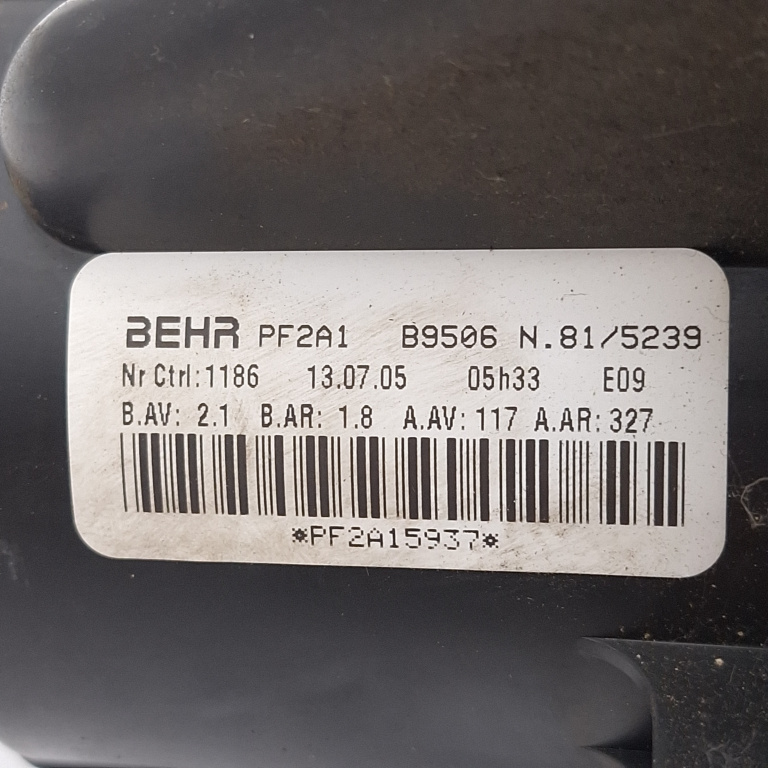 BEHR PF2A1 B9506 N.81/5239
Nr Ctrl:1186 13.07.05 05h33 E09
B.AV: 2.1 B.AR: 1.8 A.AV: 117 A.AR: 327
*PF2A15937*